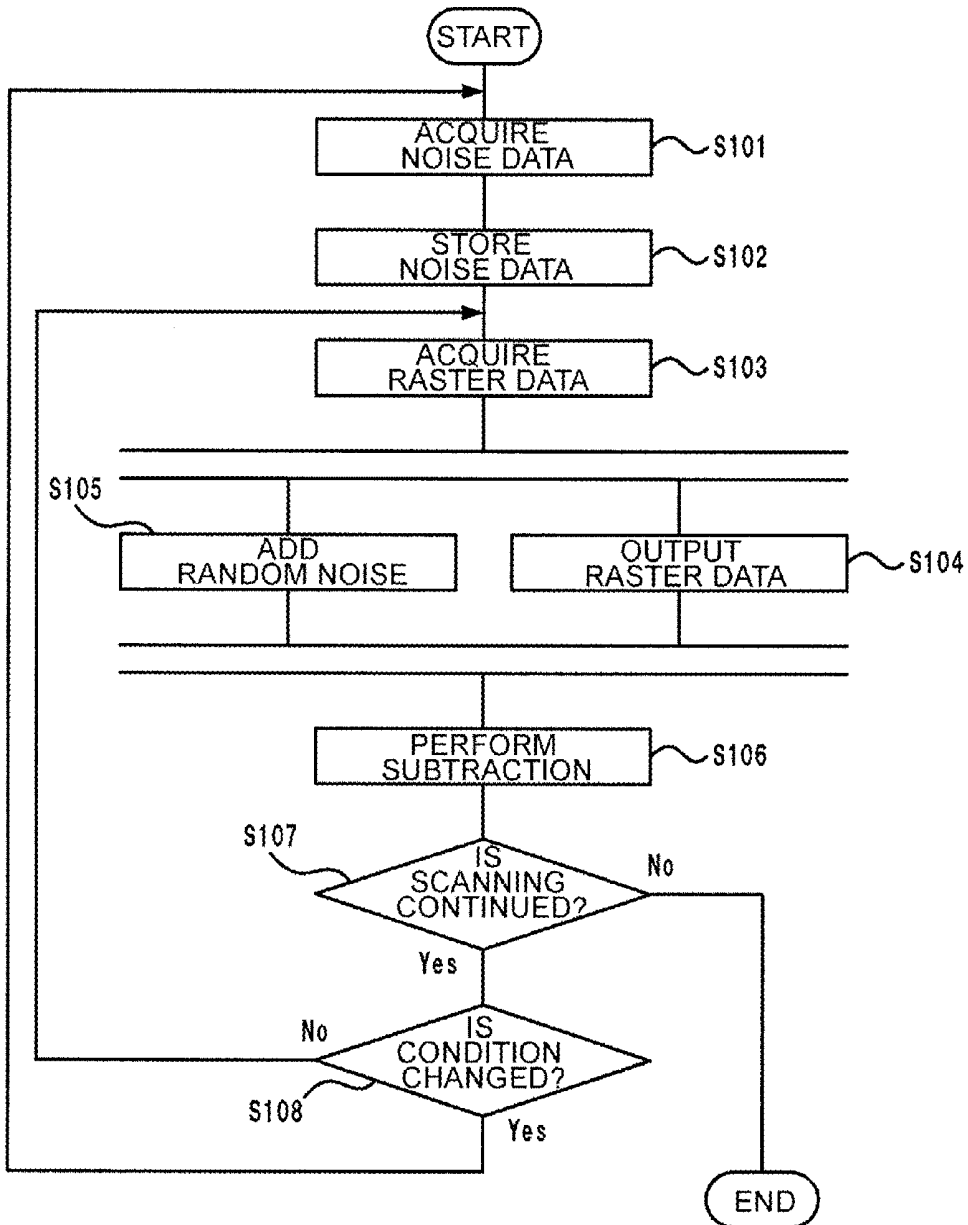 START
ACQUIRE
NOISE DATA
S101
STORE
NOISE DATA
S102
ACQUIRE
RASTER DATA
S103
S105
ADD
RANDOM NOISE
OUTPUT
RASTER DATA
S104
PERFORM
SUBTRACTION
S106
S107
IS
SCANNING
CONTINUED?
No
Yes
No
IS
CONDITION
CHANGED?
S108
Yes
END